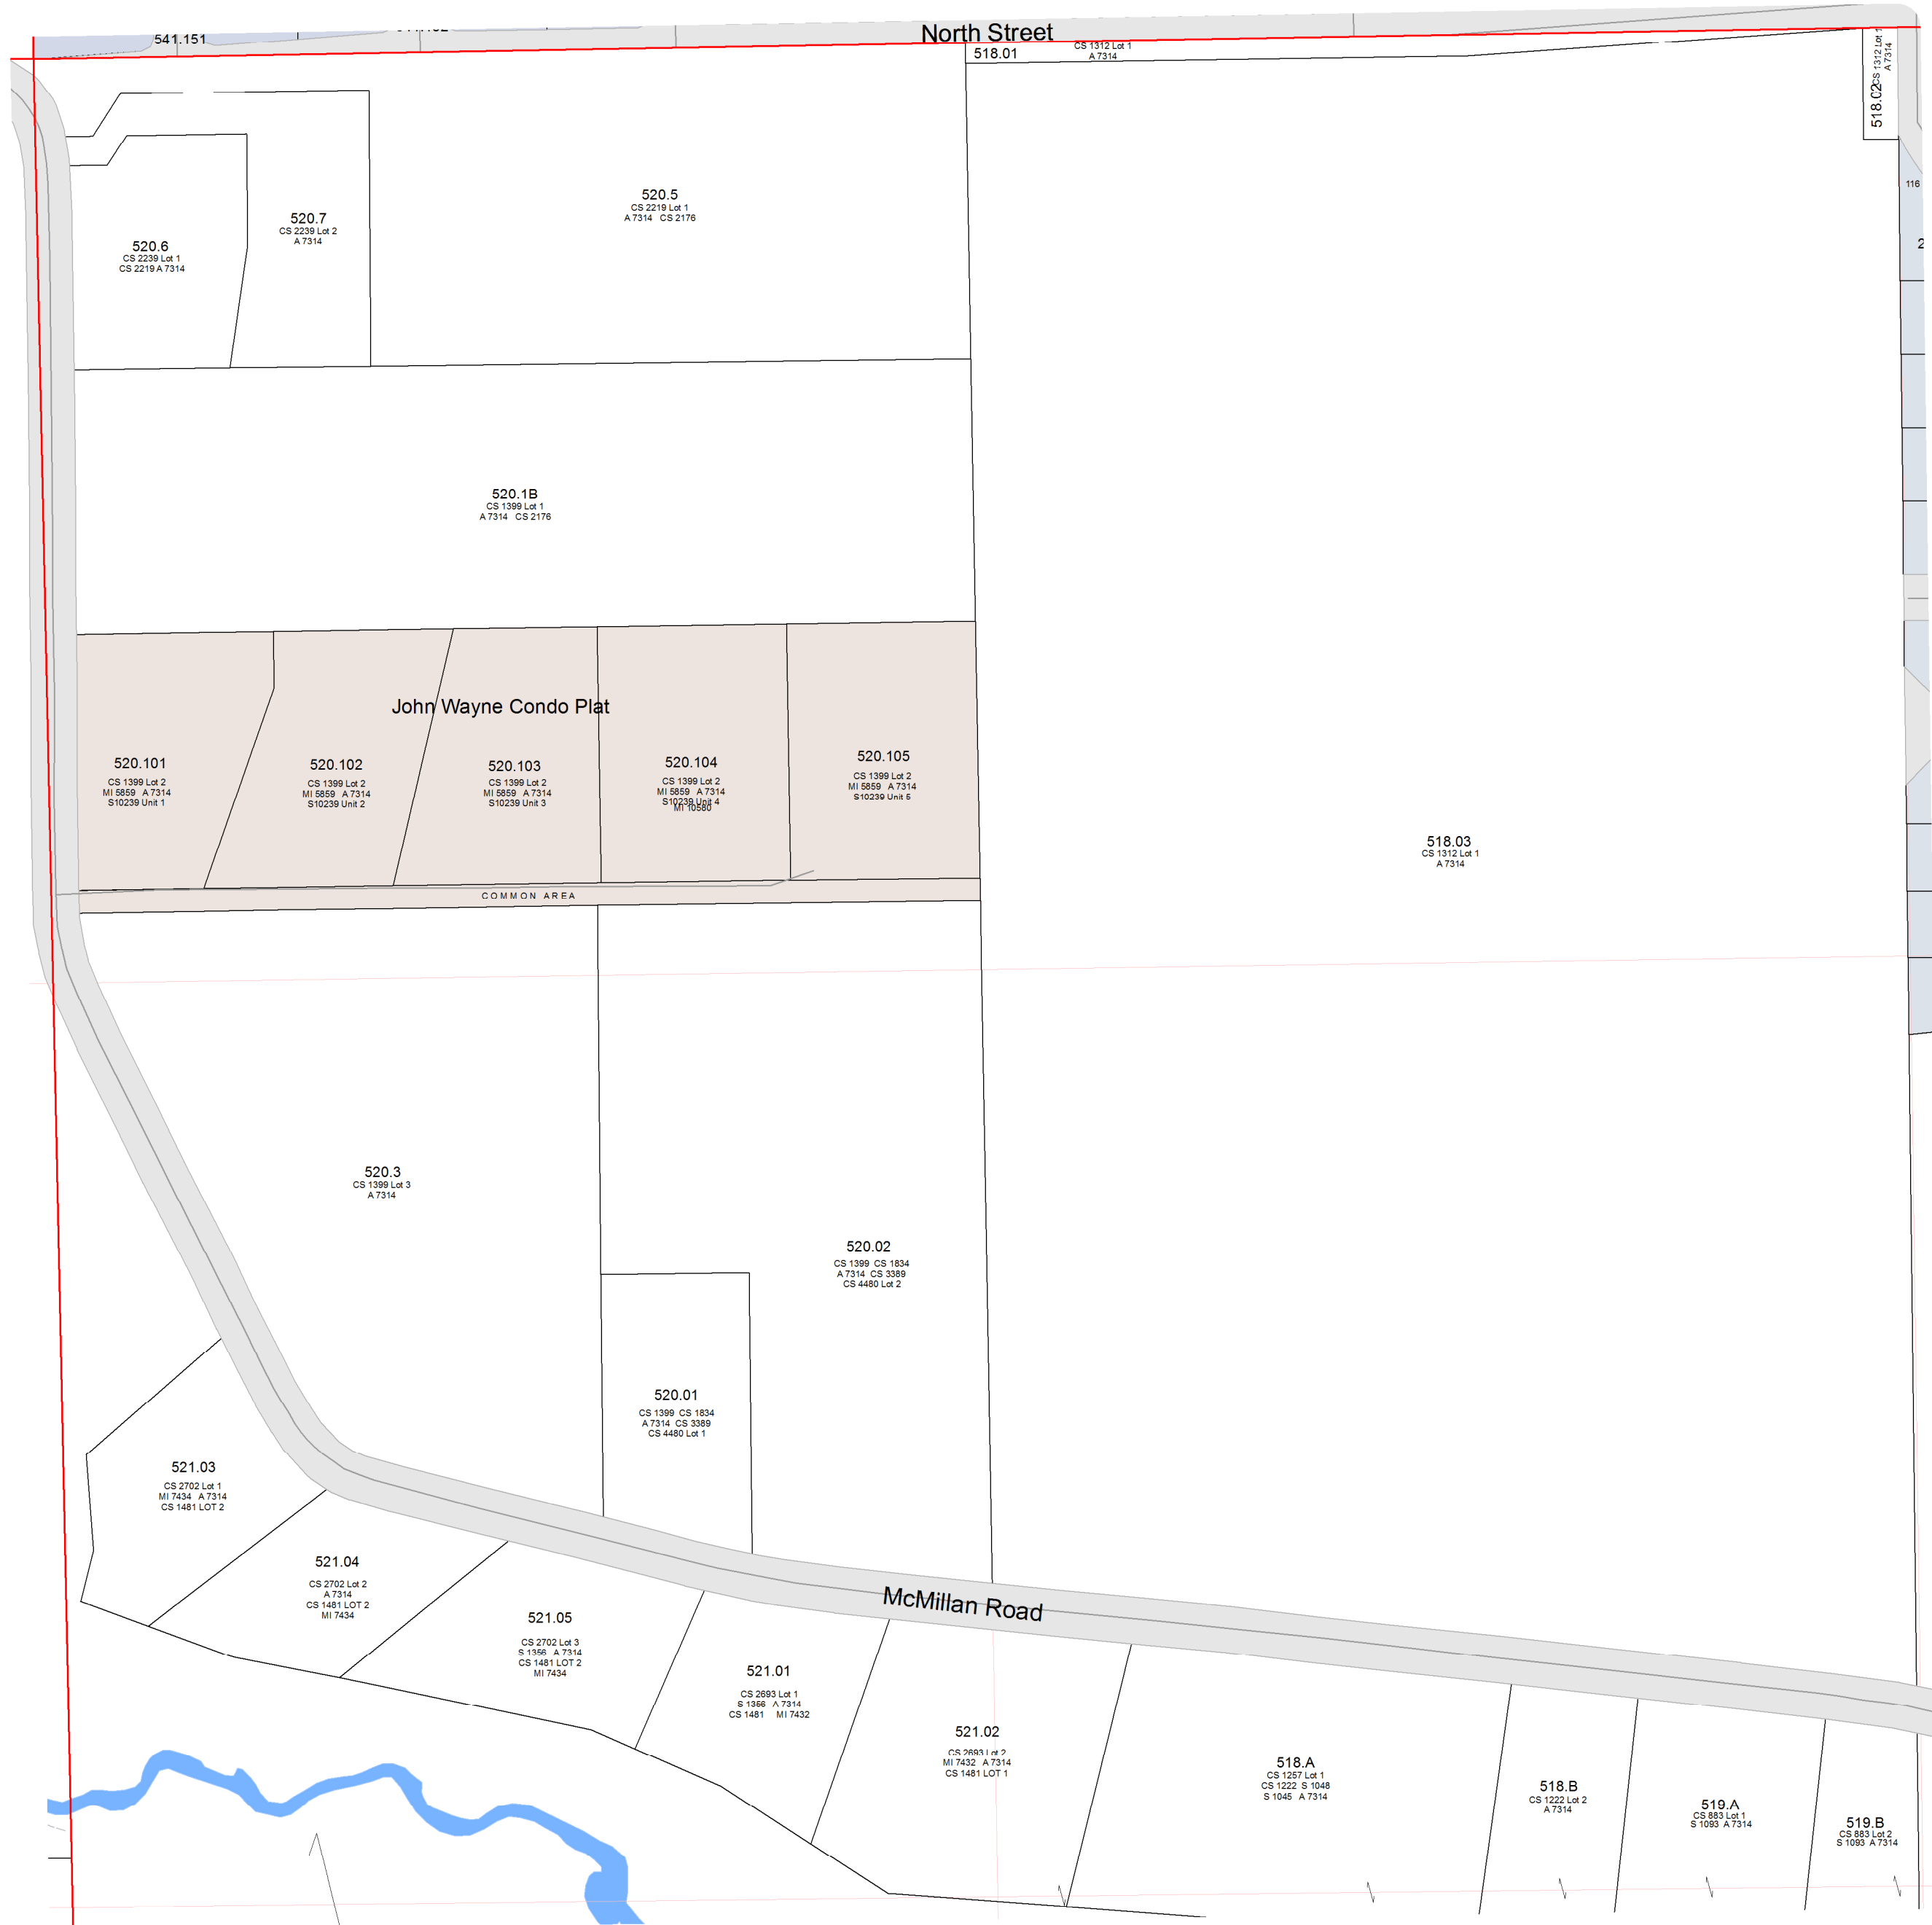 North Street
541.151
518.01
CS 1312 Lot 1
A 7314
518.02
CS 1312 Lot 1
A 7314
116
2
520.5
CS 2219 Lot 1
A 7314 CS 2176
520.7
CS 2239 Lot 2
A 7314
520.6
CS 2239 Lot 1
CS 2219 A 7314
520.1B
CS 1399 Lot 1
A 7314 CS 2176
John Wayne Condo Plat
520.101
CS 1399 Lot 2
MI 5859 A 7314
S10239 Unit 1
520.102
CS 1399 Lot 2
MI 5859 A 7314
S10239 Unit 2
520.103
CS 1399 Lot 2
MI 5859 A 7314
S10239 Unit 3
520.104
CS 1399 Lot 2
MI 5859 A 7314
S10239 Unit 4
MI 10580
520.105
CS 1399 Lot 2
MI 5859 A 7314
S10239 Unit 5
COMMON AREA
518.03
CS 1312 Lot 1
A 7314
520.3
CS 1399 Lot 3
A 7314
520.02
CS 1399 CS 1834
A 7314 CS 3389
CS 4480 Lot 2
520.01
CS 1399 CS 1834
A 7314 CS 3389
CS 4480 Lot 1
521.03
CS 2702 Lot 1
MI 7434 A 7314
CS 1481 LOT 2
521.04
CS 2702 Lot 2
A 7314
CS 1481 LOT 2
MI 7434
McMillan Road
521.05
CS 2702 Lot 3
S 1356 A 7314
CS 1481 LOT 2
MI 7434
521.01
CS 2693 Lot 1
S 1356 A 7314
CS 1481 MI 7432
521.02
CS 2693 Lot 2
MI 7432 A 7314
CS 1481 LOT 1
518.A
CS 1257 Lot 1
CS 1222 S 1048
S 1045 A 7314
518.B
CS 1222 Lot 2
A 7314
519.A
CS 883 Lot 1
S 1093 A 7314
519.B
CS 883 Lot 2
S 1093 A 7314